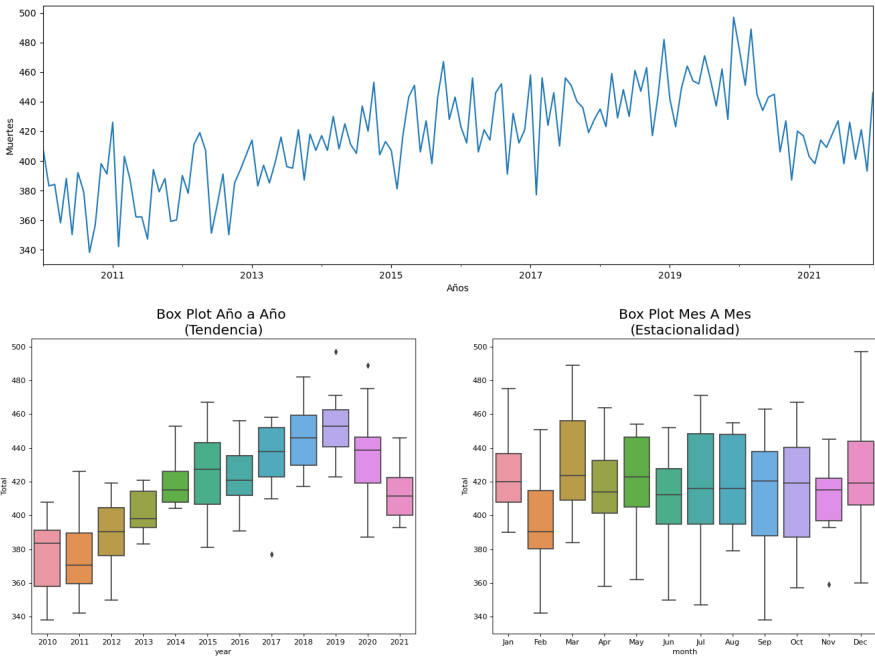 500
480
460
440
420
400
380
360
340
Muertes
2011 2013 2015 2017 2019 2021
Años
Box Plot Año a Año
(Tendencia)
500
480
460
440
420
400
380
360
340
Total
2010 2011 2012 2013 2014 2015 2016 2017 2018 2019 2020 2021
year
Box Plot Mes A Mes
(Estacionalidad)
500
480
460
440
420
400
380
360
340
Total
Jan Feb Mar Apr May Jun Jul Aug Sep Oct Nov Dec
month